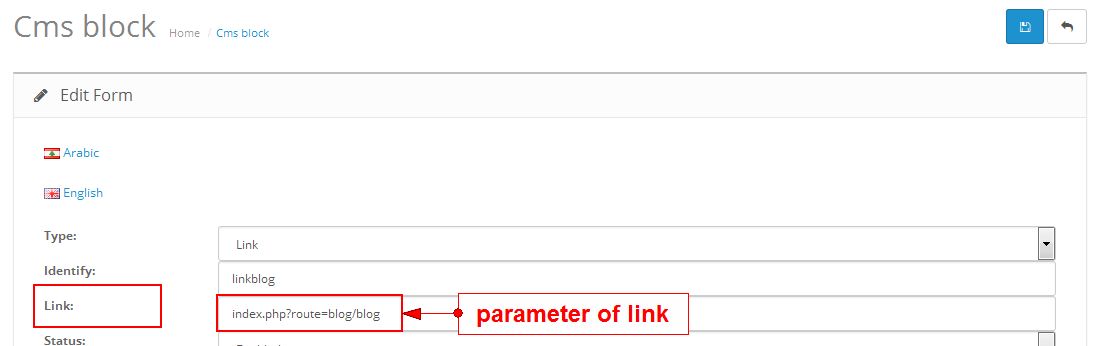 Cms block Home / Cms block
Edit Form
Arabic
English
Type: Link
Identify: linkblog
Link: index.php?route=blog/blog parameter of link
Status: